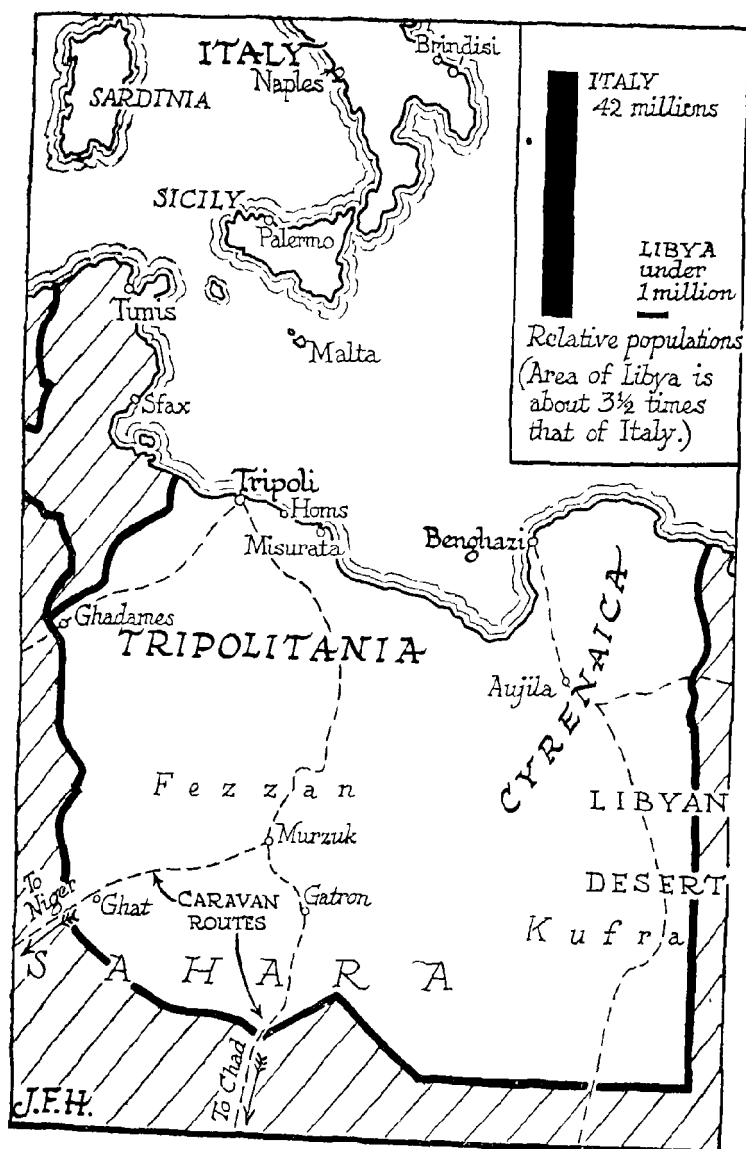 ITALY
Naples
Brindisi
SARDINIA
SICILY
Palermo
ITALY
42 millions
LIBYA
under
1 million
Relative populations
(Area of Libya is
about 3½ times
that of Italy.)
Tunis
Malta
Sfax
Tripoli
Homs
Misurata
Benghazi
Ghadames
TRIPOLITANIA
Aujila
CYRENAICA
Fezzan
LIBYAN
DESERT
Murzuk
To
Niger
Ghat
CARAVAN
ROUTES
Gatron
Kufra
SAHARA
To Chad
J.F.H.